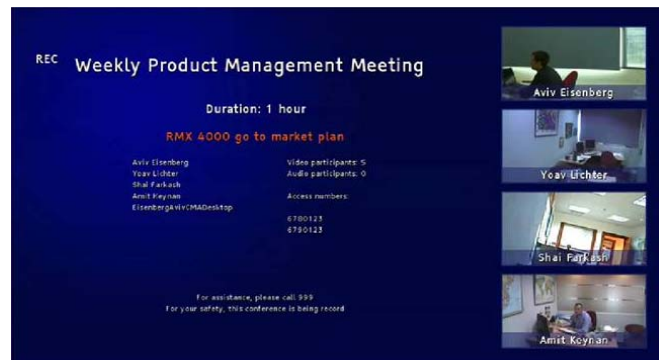 REC
Weekly Product Management Meeting
Duration: 1 hour
RMX 4000 go to market plan
Aviv Eisenberg
Yoav Lichter
Shai Farkash
Amit Keynan
EisenbergAvivCMADesktop
Video participants: 5
Audio participants: 0
Access numbers:
6780123
6790123
For assistance, please call 999
For your safety, this conference is being record
Aviv Eisenberg
Yoav Lichter
Shai Farkash
Amit Keynan